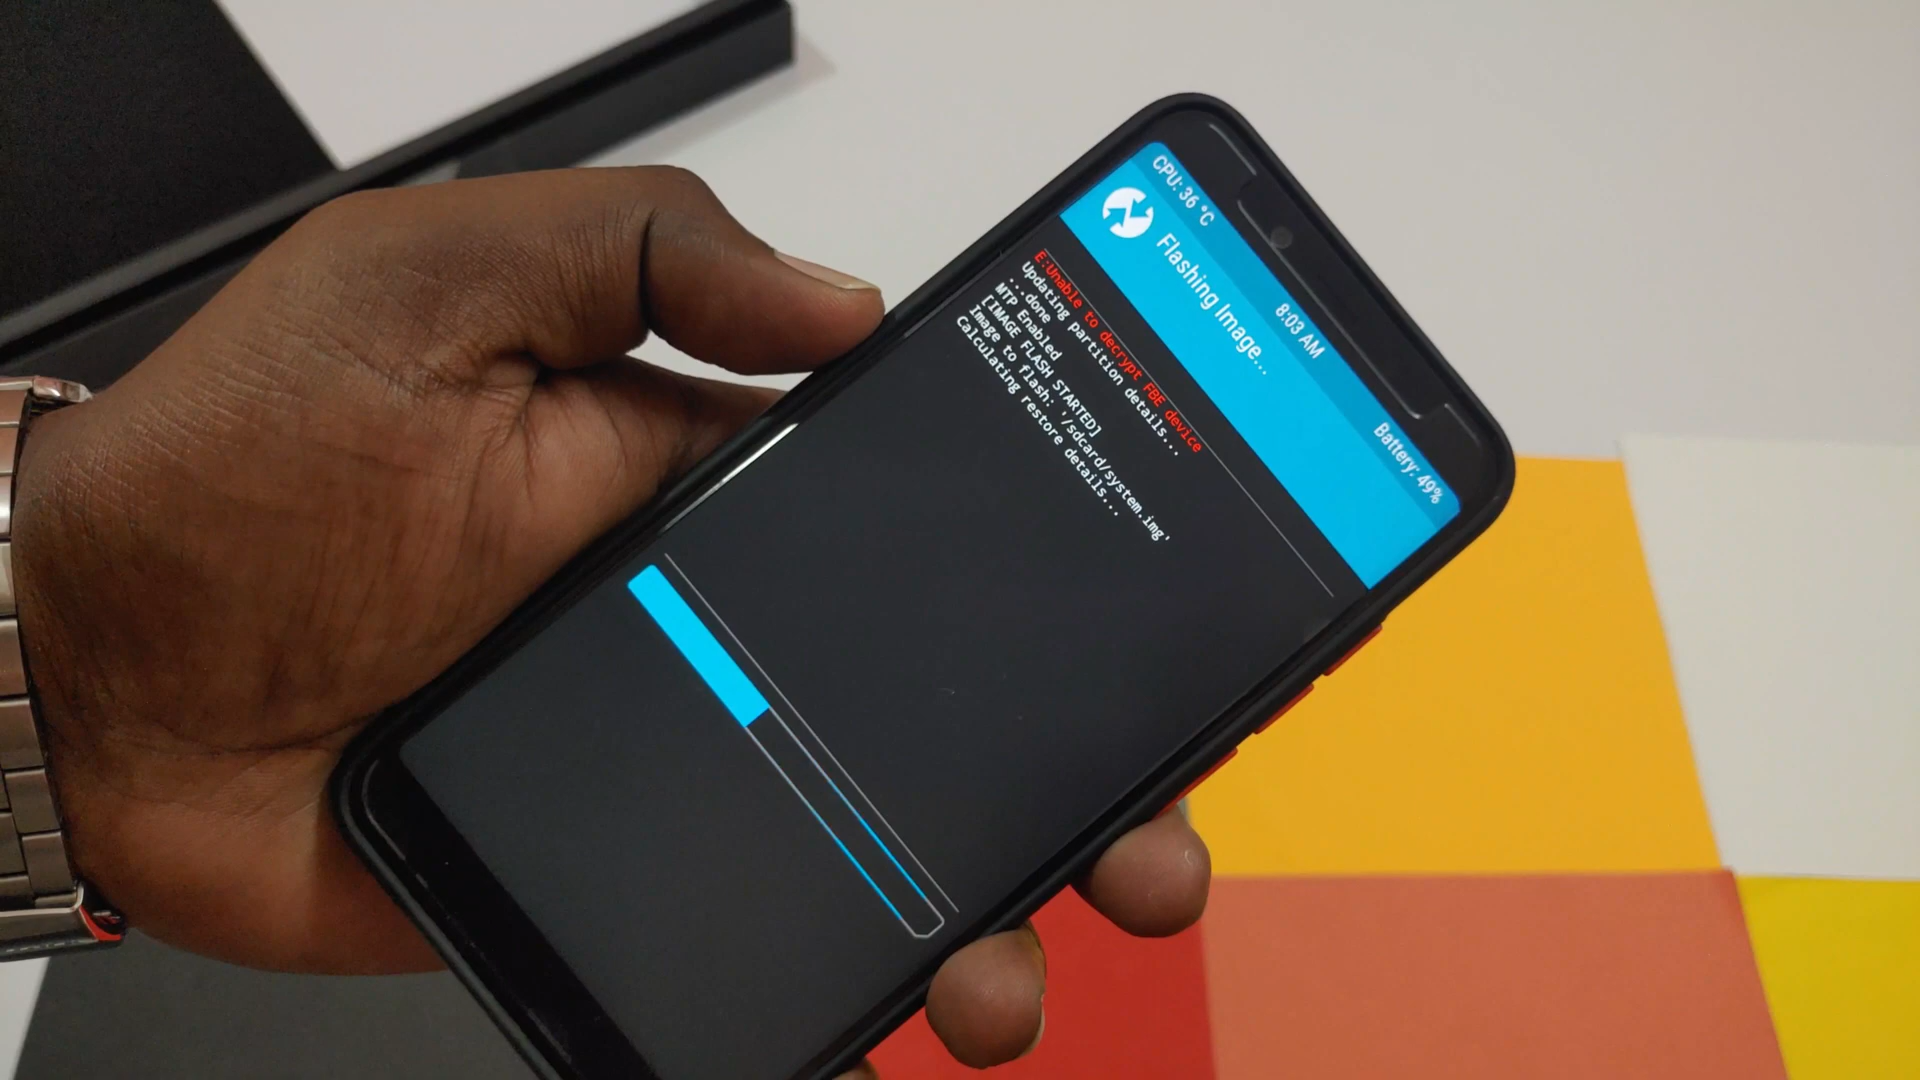 CPU: 36 °C 8:03 AM Battery: 49%
Flashing Image...
E:Unable to decrypt FBE device
Updating partition details...
...done
MTP Enabled
[IMAGE FLASH STARTED]
Image to flash: '/sdcard/system.img'
Calculating restore details...